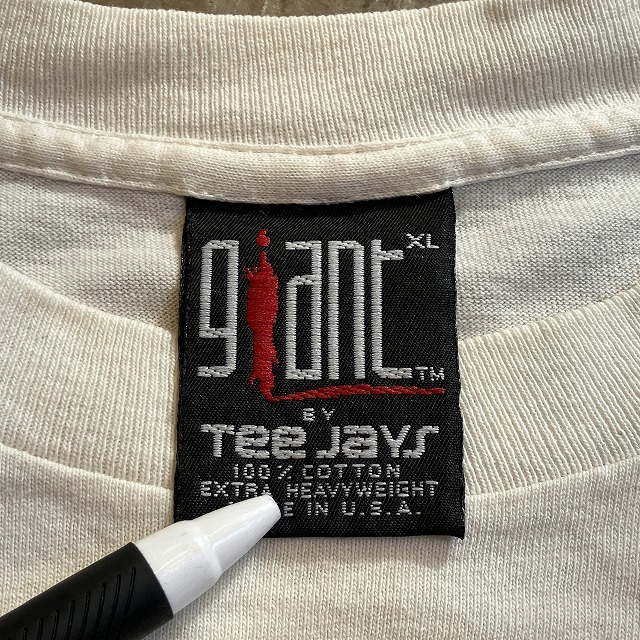 giant XL
TM
BY
Tee Jays
100% COTTON
EXTRA HEAVYWEIGHT
E IN U.S.A.